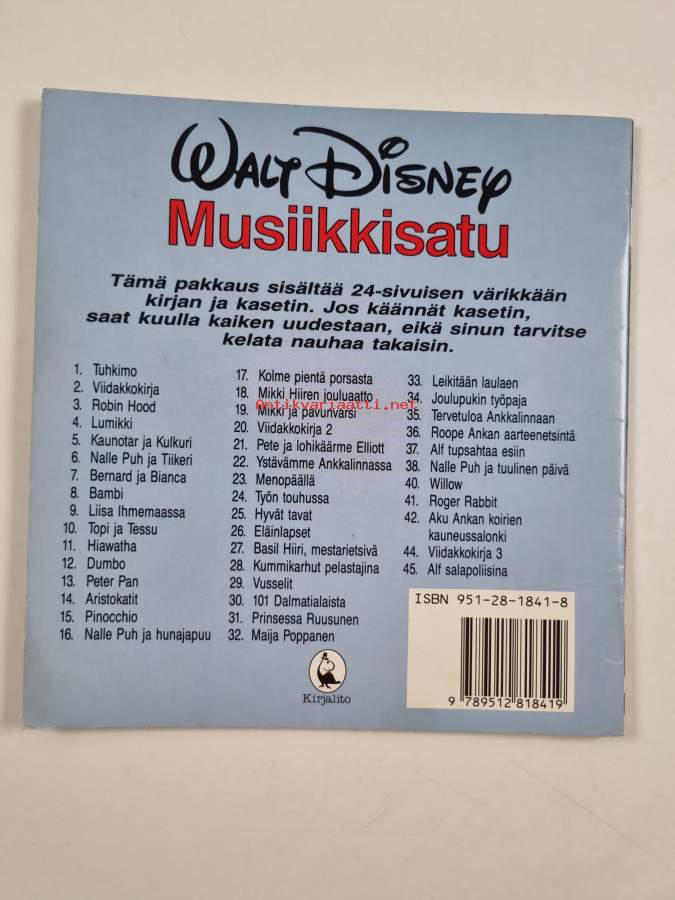 WALT DISNEY
Musiikkisatu
Tämä pakkaus sisältää 24-sivuisen värikkään
kirjan ja kasetin. Jos käännät kasetin,
saat kuulla kaiken uudestaan, eikä sinun tarvitse
kelata nauhaa takaisin.
1. Tuhkimo
2. Viidakkokirja
3. Robin Hood
4. Lumikki
5. Kaunotar ja Kulkuri
6. Nalle Puh ja Tiikeri
7. Bernard ja Bianca
8. Bambi
9. Liisa Ihmemaassa
10. Topi ja Tessu
11. Hiawatha
12. Dumbo
13. Peter Pan
14. Aristokatit
15. Pinocchio
16. Nalle Puh ja hunajapuu
17. Kolme pientä porsasta
18. Mikki Hiiren jouluaatto
19. Mikki ja pavunvarsi
20. Viidakkokirja 2
21. Pete ja lohikäärme Elliott
22. Ystävämme Ankkalinnassa
23. Menopäällä
24. Työn touhussa
25. Hyvät tavat
26. Eläinlapset
27. Basil Hiiri, mestarietsivä
28. Kummikarhut pelastajina
29. Vusselit
30. 101 Dalmatialaista
31. Prinsessa Ruusunen
32. Maija Poppanen
33. Leikitään laulaen
34. Joulupukin työpaja
35. Tervetuloa Ankkalinnaan
36. Roope Ankan aarteenetsintä
37. Alf tupsahtaa esiin
38. Nalle Puh ja tuulinen päivä
40. Willow
41. Roger Rabbit
42. Aku Ankan koirien
kauneussalonki
44. Viidakkokirja 3
45. Alf salapoliisina
Antikvariaatti.net
Kirjalito
ISBN 951-28-1841-8
9 789512 818419